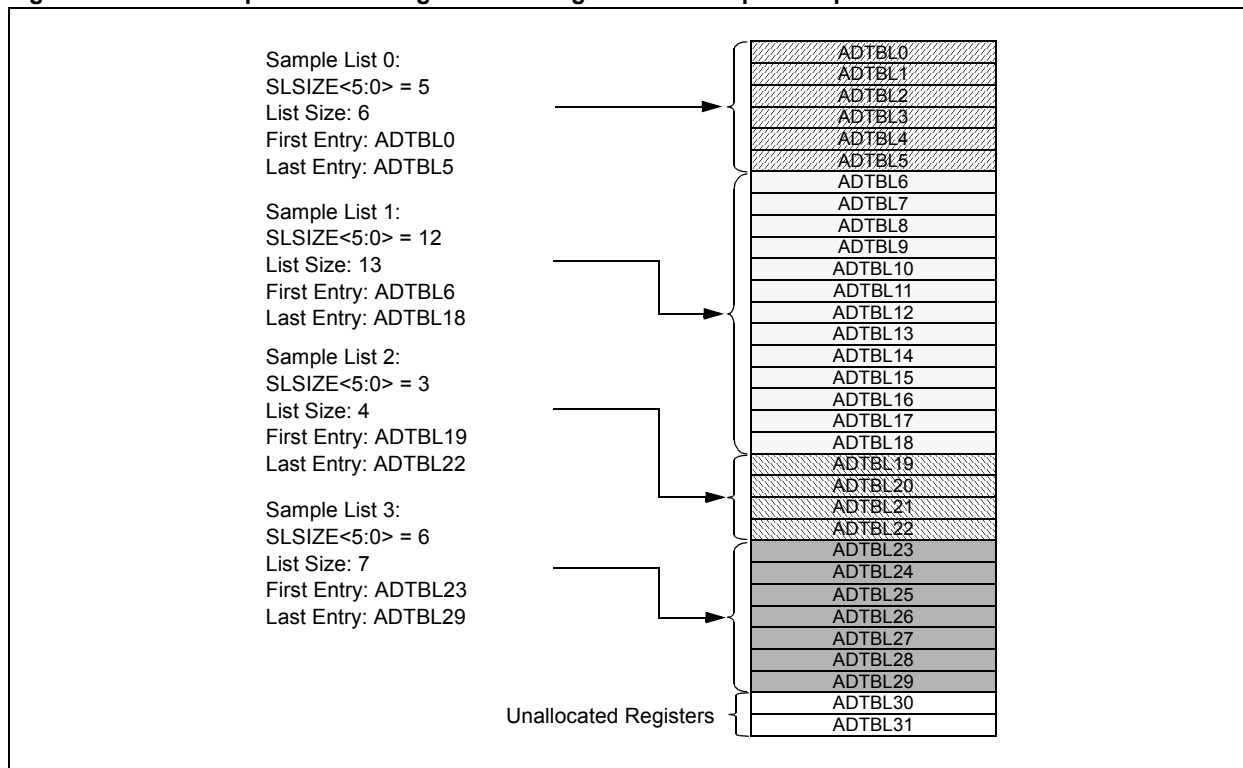 Sample List 0:
SLSIZE<5:0> = 5
List Size: 6
First Entry: ADTBL0
Last Entry: ADTBL5
Sample List 1:
SLSIZE<5:0> = 12
List Size: 13
First Entry: ADTBL6
Last Entry: ADTBL18
Sample List 2:
SLSIZE<5:0> = 3
List Size: 4
First Entry: ADTBL19
Last Entry: ADTBL22
Sample List 3:
SLSIZE<5:0> = 6
List Size: 7
First Entry: ADTBL23
Last Entry: ADTBL29
Unallocated Registers
ADTBL0
ADTBL1
ADTBL2
ADTBL3
ADTBL4
ADTBL5
ADTBL6
ADTBL7
ADTBL8
ADTBL9
ADTBL10
ADTBL11
ADTBL12
ADTBL13
ADTBL14
ADTBL15
ADTBL16
ADTBL17
ADTBL18
ADTBL19
ADTBL20
ADTBL21
ADTBL22
ADTBL23
ADTBL24
ADTBL25
ADTBL26
ADTBL27
ADTBL28
ADTBL29
ADTBL30
ADTBL31